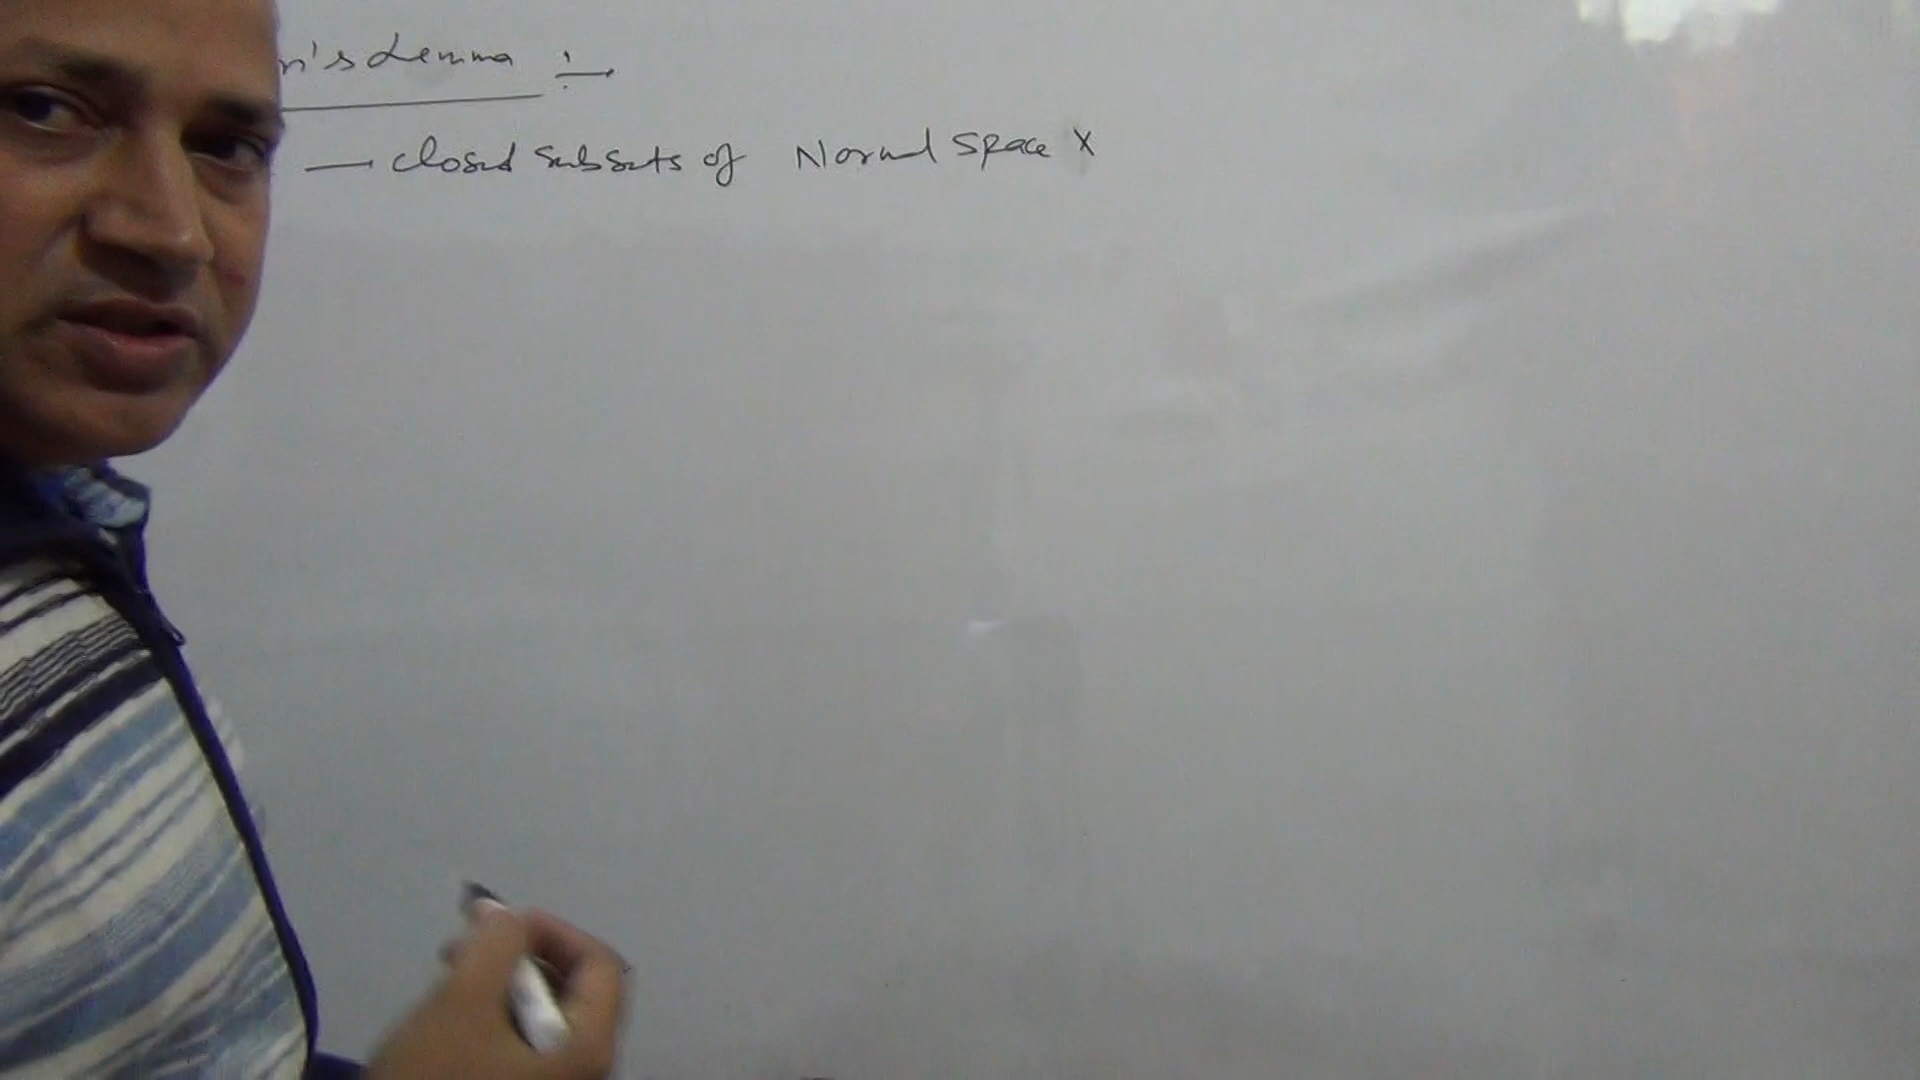 n's Lemma :→
— closed subsets of Normal Space X